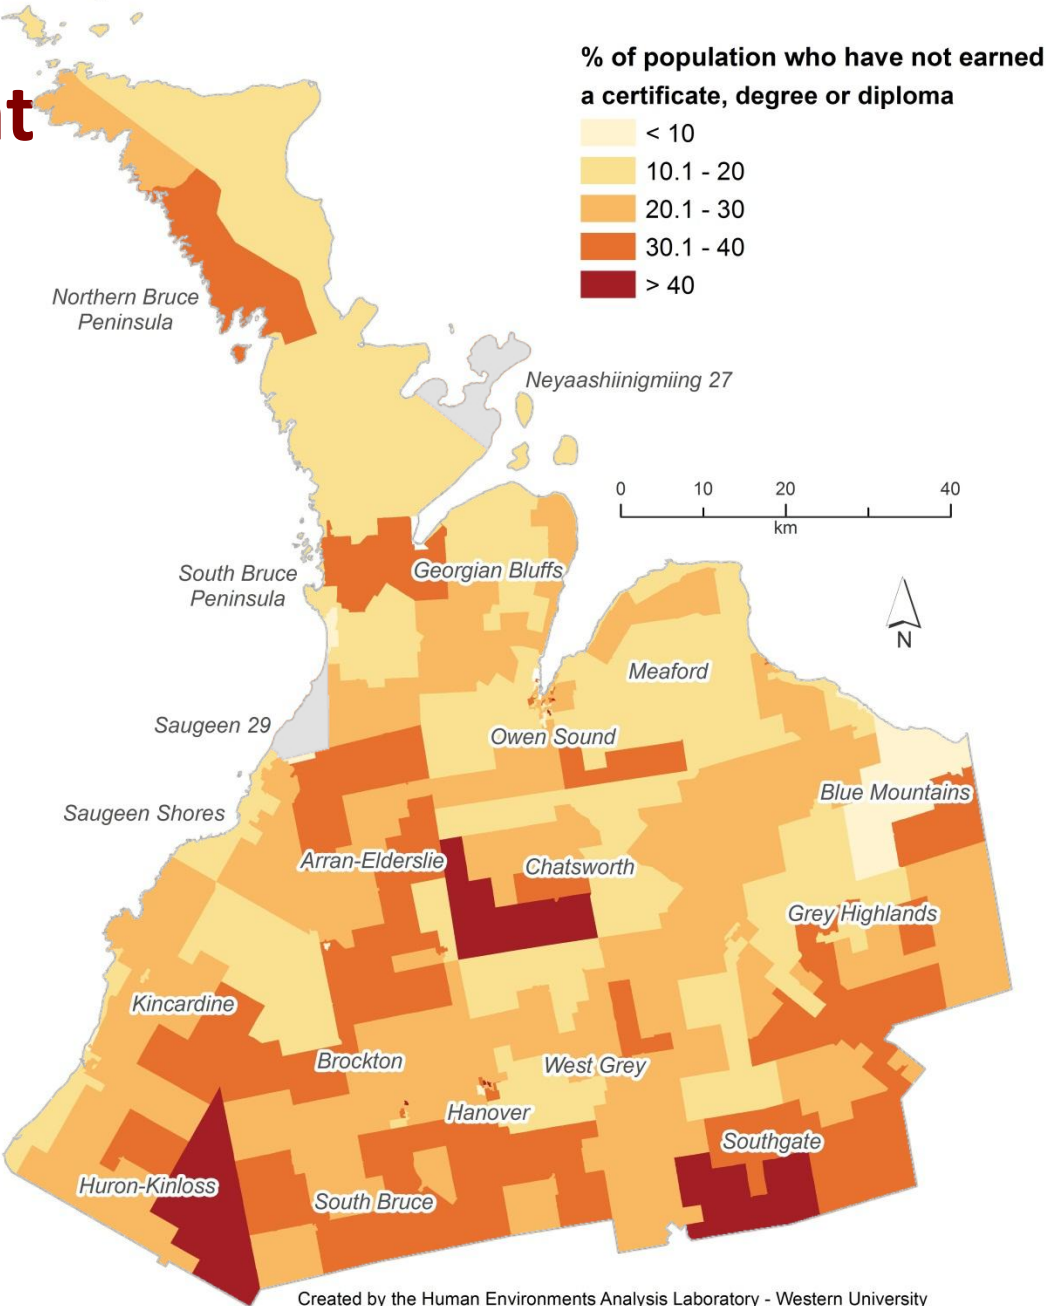 % of population who have not earned
a certificate, degree or diploma
< 10
10.1 - 20
20.1 - 30
30.1 - 40
> 40
nt
Northern Bruce
Peninsula
Neyaashiinigmiing 27
0 10 20 40
km
South Bruce
Peninsula
Georgian Bluffs
N
Meaford
Saugeen 29
Owen Sound
Blue Mountains
Saugeen Shores
Arran-Elderslie
Chatsworth
Grey Highlands
Kincardine
Brockton
West Grey
Hanover
Southgate
Huron-Kinloss
South Bruce
Created by the Human Environments Analysis Laboratory - Western University